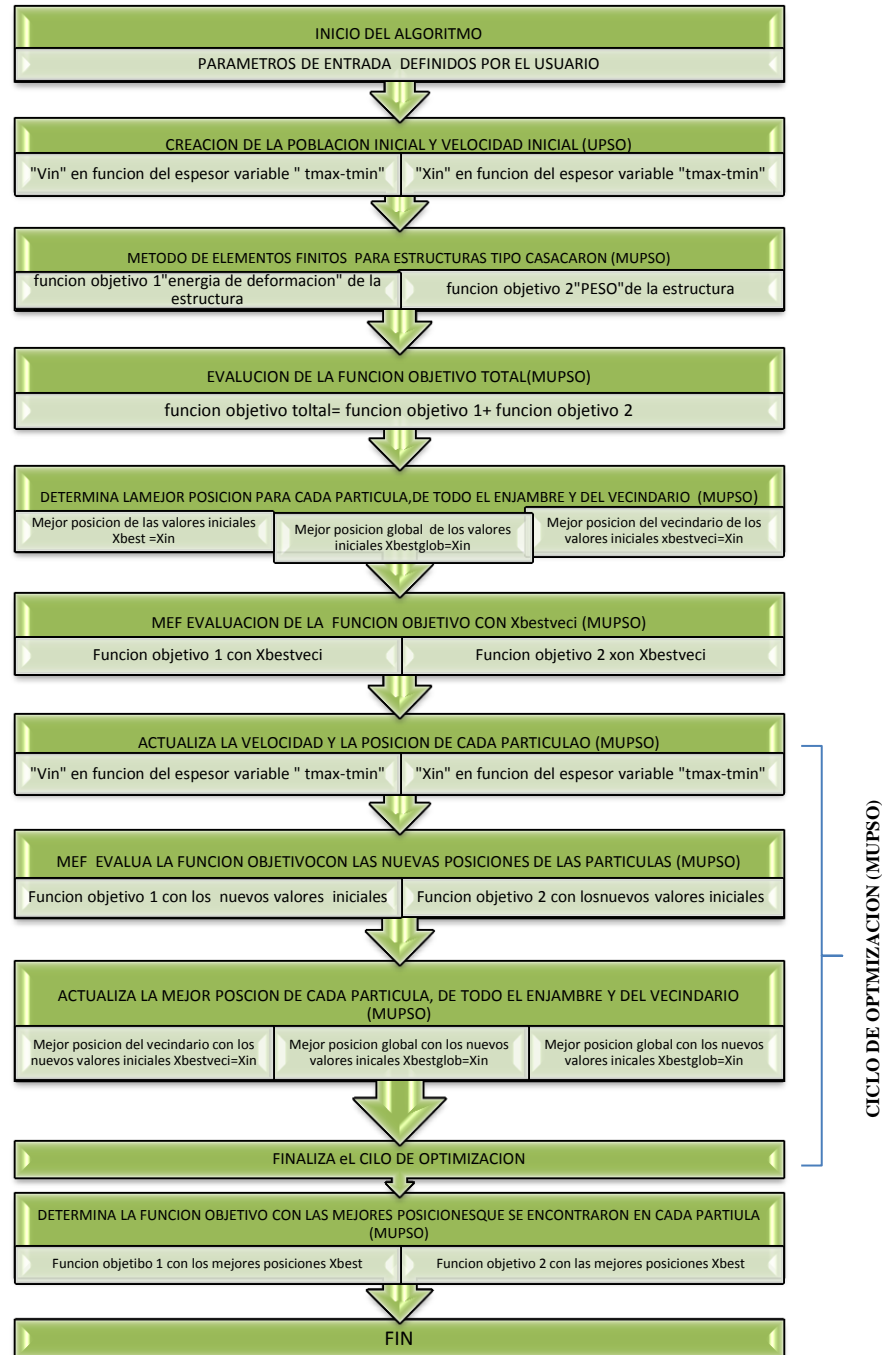 INICIO DEL ALGORITMO
PARAMETROS DE ENTRADA DEFINIDOS POR EL USUARIO
CREACION DE LA POBLACION INICIAL Y VELOCIDAD INICIAL (UPSO)
"Vin" en funcion del espesor variable " tmax-tmin"
"Xin" en funcion del espesor variable "tmax-tmin"
METODO DE ELEMENTOS FINITOS PARA ESTRUCTURAS TIPO CASACARON (MUPSO)
funcion objetivo 1"energia de deformacion" de la
estructura
funcion objetivo 2"PESO"de la estructura
EVALUCION DE LA FUNCION OBJETIVO TOTAL(MUPSO)
funcion objetivo toltal= funcion objetivo 1+ funcion objetivo 2
DETERMINA LAMEJOR POSICION PARA CADA PARTICULA,DE TODO EL ENJAMBRE Y DEL VECINDARIO (MUPSO)
Mejor posicion de las valores iniciales
Xbest =Xin
Mejor posicion global de los valores
iniciales Xbestglob=Xin
Mejor posicion del vecindario de los
valores iniciales xbestveci=Xin
MEF EVALUACION DE LA FUNCION OBJETIVO CON Xbestveci (MUPSO)
Funcion objetivo 1 con Xbestveci
Funcion objetivo 2 xon Xbestveci
ACTUALIZA LA VELOCIDAD Y LA POSICION DE CADA PARTICULAO (MUPSO)
"Vin" en funcion del espesor variable " tmax-tmin"
"Xin" en funcion del espesor variable "tmax-tmin"
MEF EVALUA LA FUNCION OBJETIVOCON LAS NUEVAS POSICIONES DE LAS PARTICULAS (MUPSO)
Funcion objetivo 1 con los nuevos valores iniciales
Funcion objetivo 2 con losnuevos valores iniciales
ACTUALIZA LA MEJOR POSCION DE CADA PARTICULA, DE TODO EL ENJAMBRE Y DEL VECINDARIO
(MUPSO)
Mejor posicion del vecindario con los
nuevos valores iniciales Xbestveci=Xin
Mejor posicion global con los nuevos
valores inicales Xbestglob=Xin
Mejor posicion global con los nuevos
valores inicales Xbestglob=Xin
FINALIZA eL CILO DE OPTIMIZACION
DETERMINA LA FUNCION OBJETIVO CON LAS MEJORES POSICIONESQUE SE ENCONTRARON EN CADA PARTIULA
(MUPSO)
Funcion objetibo 1 con los mejores posiciones Xbest
Funcion objetivo 2 con las mejores posiciones Xbest
FIN
CICLO DE OPTMIZACION (MUPSO)